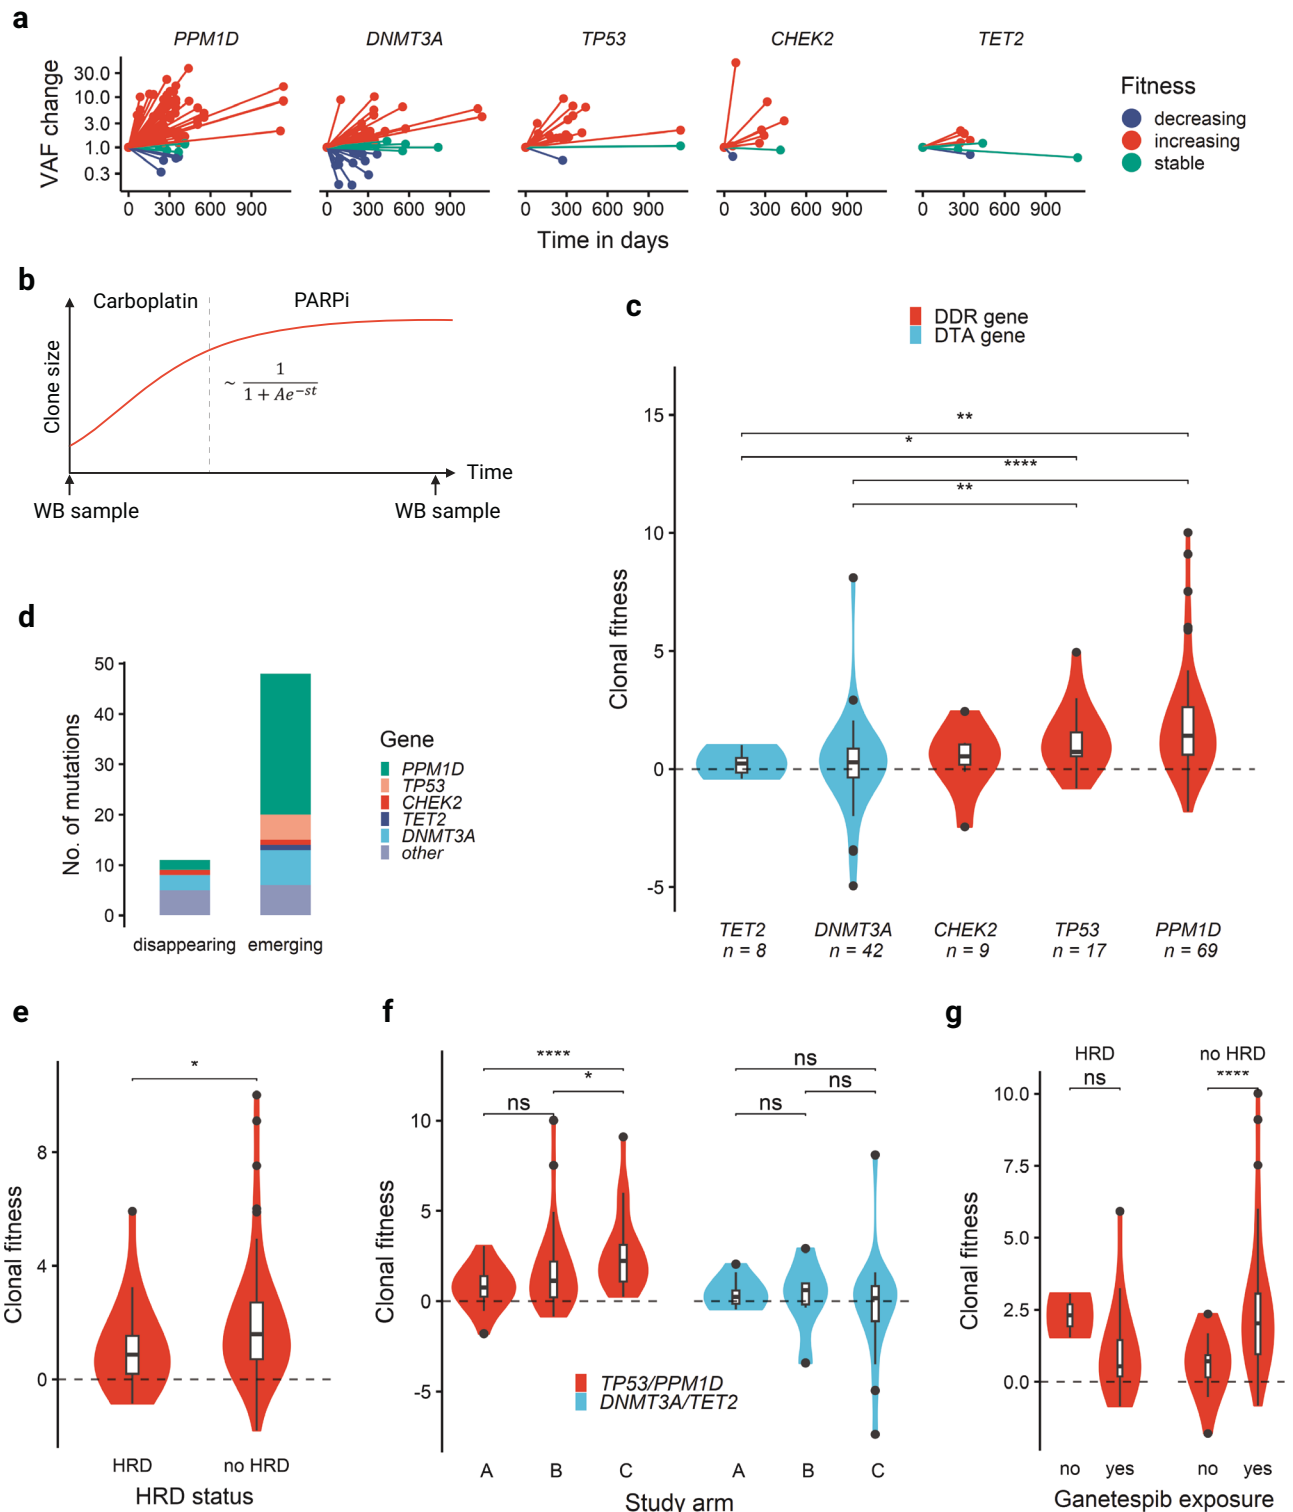 a
PPM1D DNMT3A TP53 CHEK2 TET2
VAF change
30.0
10.0
3.0
1.0
0.3
0 300 600 900 0 300 600 900 0 300 600 900 0 300 600 900 0 300 600 900
Time in days
Fitness
decreasing
increasing
stable
b
Carboplatin PARPi
Clone size
~ 1
1 + Ae^−st
Time
WB sample WB sample
c
DDR gene
DTA gene
Clonal fitness
**
*
****
**
15
10
5
0
-5
TET2 DNMT3A CHEK2 TP53 PPM1D
n = 8 n = 42 n = 9 n = 17 n = 69
d
No. of mutations
50
40
30
20
10
0
disappearing emerging
Gene
PPM1D
TP53
CHEK2
TET2
DNMT3A
other
e
*
Clonal fitness
8
4
0
HRD no HRD
HRD status
f
****
*
ns
ns
ns
ns
Clonal fitness
10
5
0
-5
TP53/PPM1D
DNMT3A/TET2
A B C A B C
Study arm
g
HRD no HRD
ns ****
Clonal fitness
10.0
7.5
5.0
2.5
0.0
no yes no yes
Ganetespib exposure